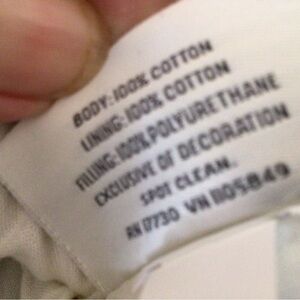 BODY: 100% COTTON
LINING: 100% COTTON
FILLING: 100% POLYURETHANE
EXCLUSIVE OF DECORATION
SPOT CLEAN.
RN 17730 VN 1105849